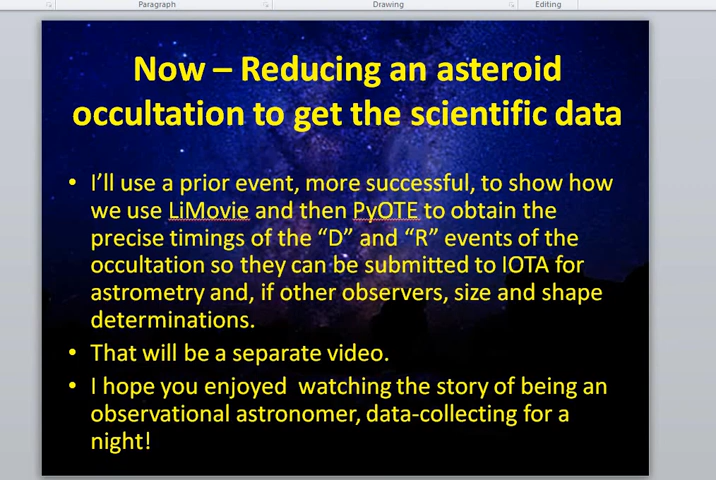 Paragraph
Drawing
Editing
Now – Reducing an asteroid
occultation to get the scientific data
• I’ll use a prior event, more successful, to show how
we use LiMovie and then PyOTE to obtain the
precise timings of the “D” and “R” events of the
occultation so they can be submitted to IOTA for
astrometry and, if other observers, size and shape
determinations.
• That will be a separate video.
• I hope you enjoyed  watching the story of being an
observational astronomer, data-collecting for a
night!